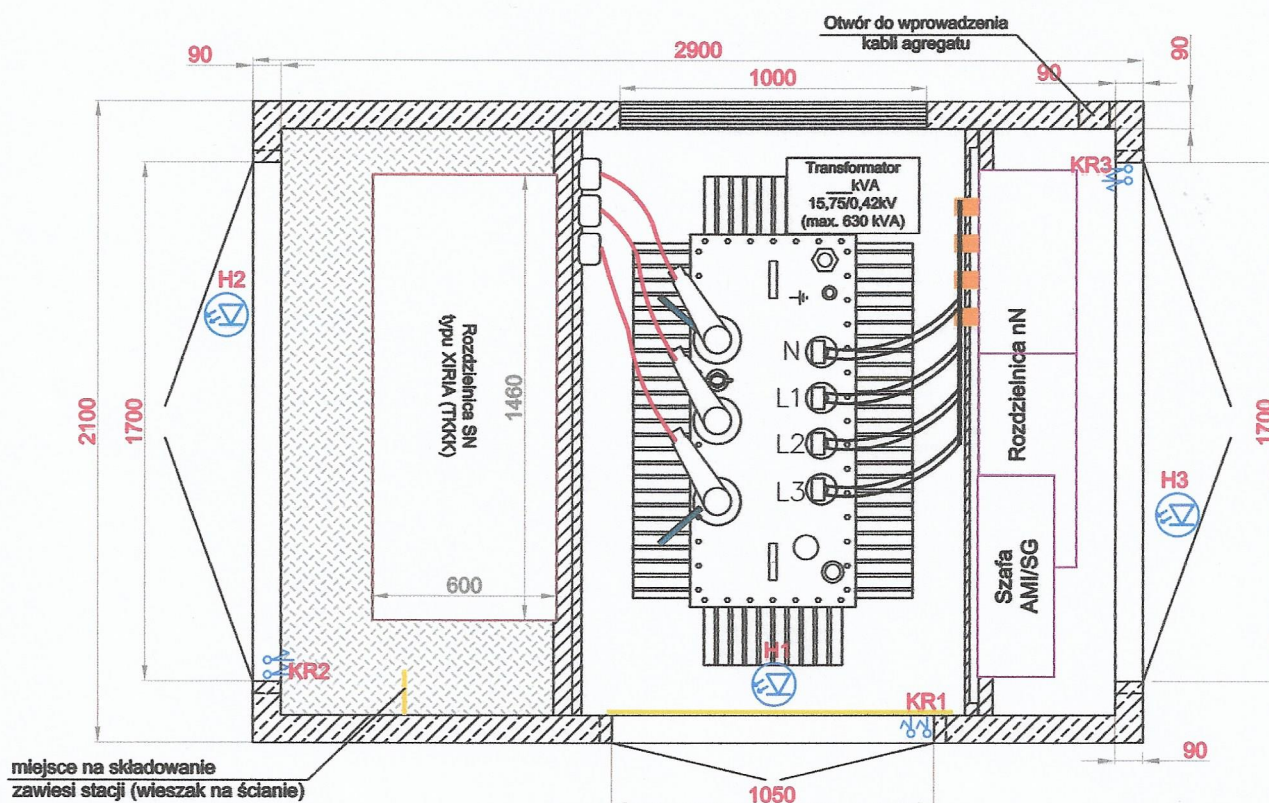 Otwór do wprowadzenia
kabli agregatu
90
2900
90
90
1000
Transformator
___kVA
15,75/0,42kV
(max. 630 kVA)
KR3
H2
2100
1700
Rozdzielnica SN
typu XIRIA (TKKK)
1460
600
N
L1
L2
L3
Rozdzielnica nN
1700
H3
Szafa
AMI/SG
KR2
H1
KR1
miejsce na składowanie
zawiesi stacji (wieszak na ścianie)
1050
90